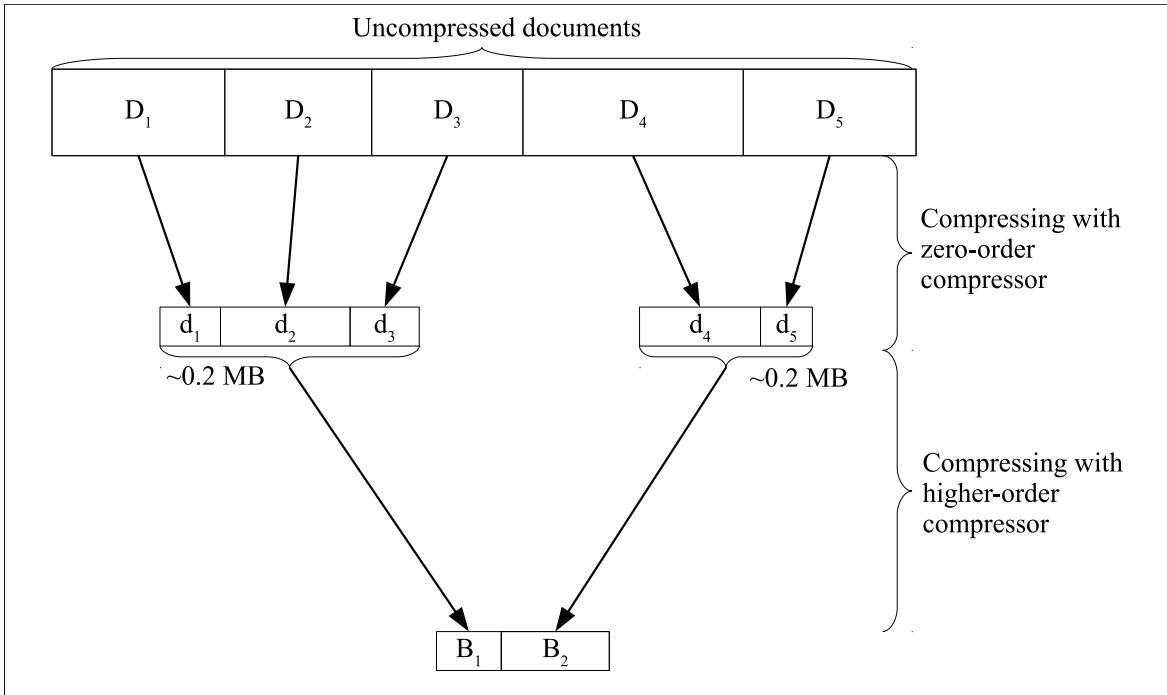 Uncompressed documents
D₁ D₂ D₃ D₄ D₅
Compressing with
zero-order
compressor
d₁ d₂ d₃ d₄ d₅
~0.2 MB ~0.2 MB
Compressing with
higher-order
compressor
B₁ B₂